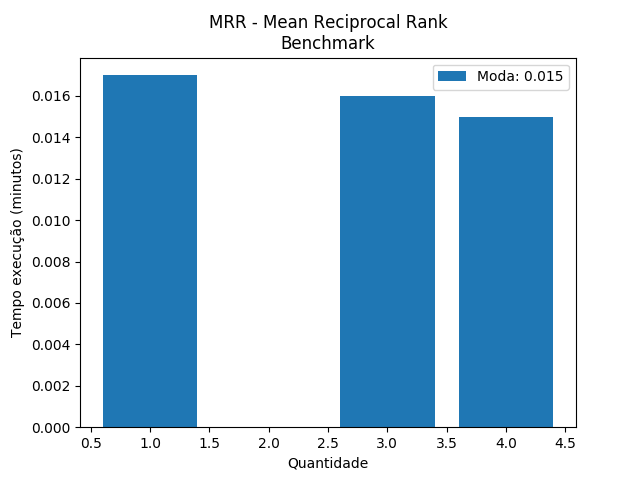 MRR - Mean Reciprocal Rank
Benchmark
Moda: 0.015
Tempo execução (minutos)
0.016
0.014
0.012
0.010
0.008
0.006
0.004
0.002
0.000
0.5 1.0 1.5 2.0 2.5 3.0 3.5 4.0 4.5
Quantidade